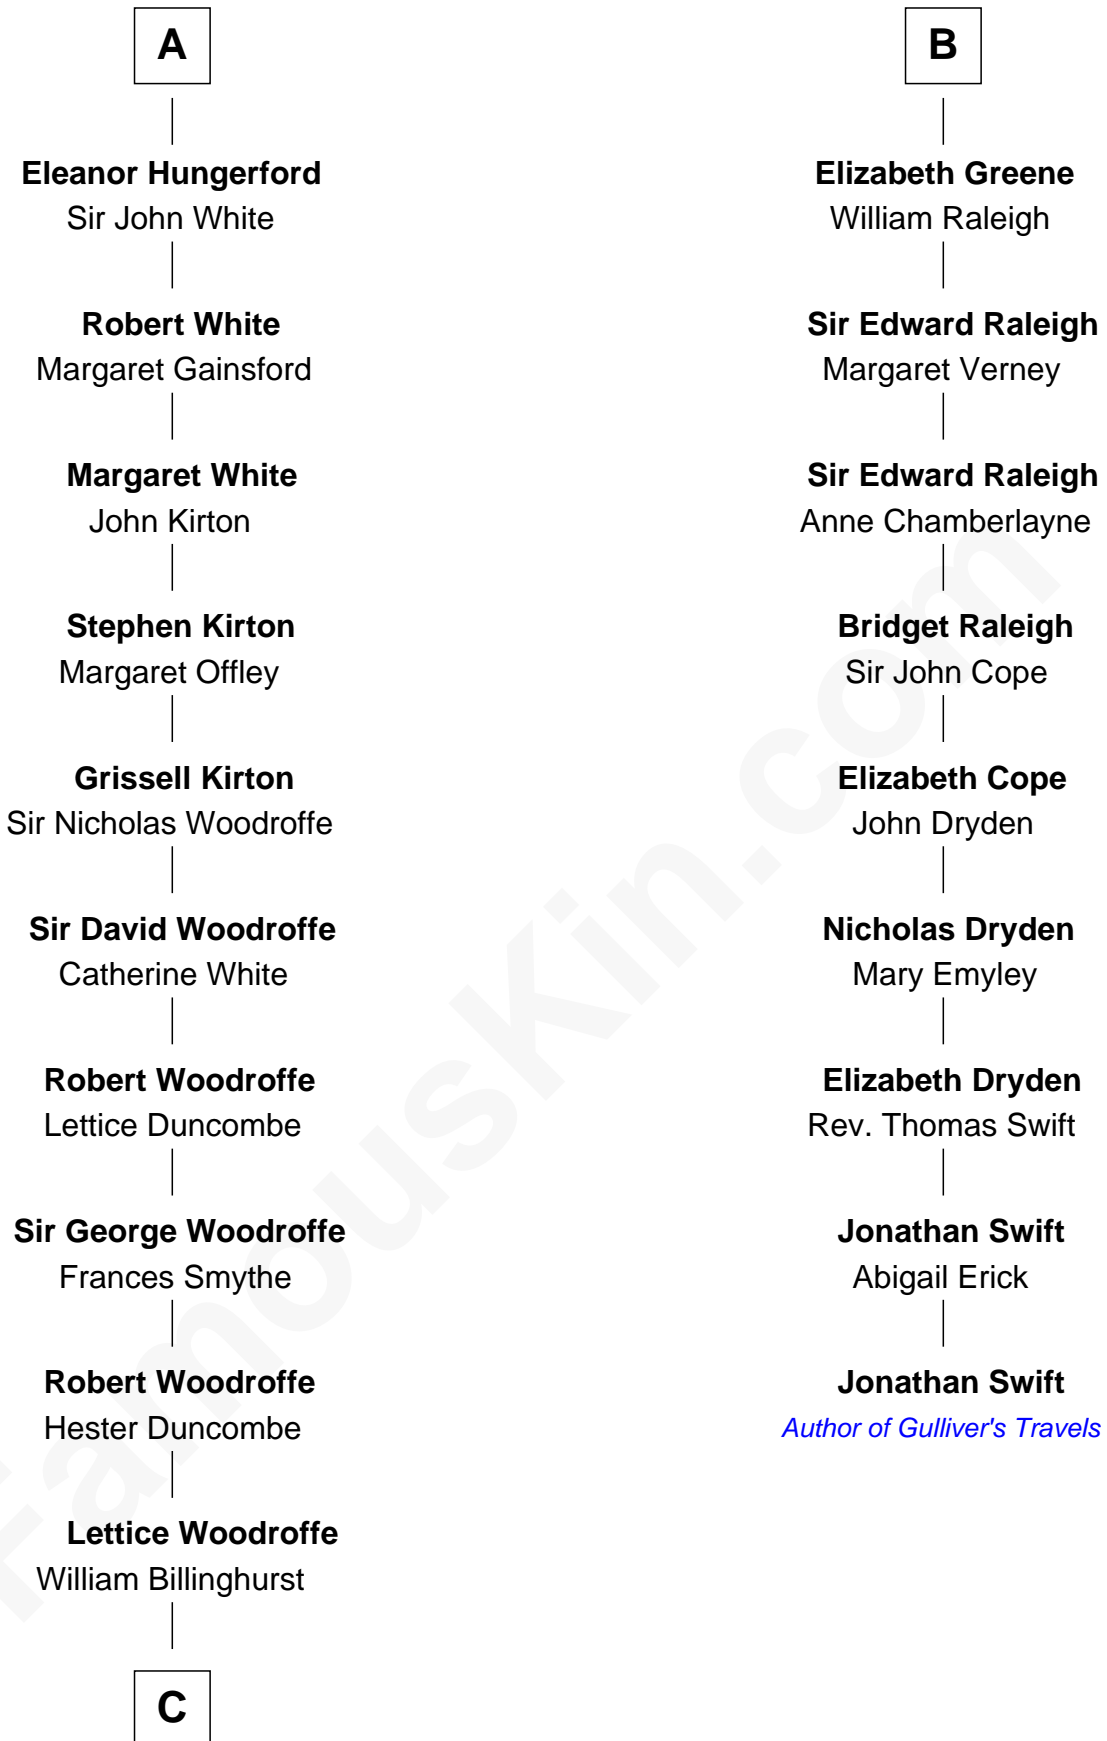 A
Eleanor Hungerford
Sir John White
Robert White
Margaret Gainsford
Margaret White
John Kirton
Stephen Kirton
Margaret Offley
Grissell Kirton
Sir Nicholas Woodroffe
Sir David Woodroffe
Catherine White
Robert Woodroffe
Lettice Duncombe
Sir George Woodroffe
Frances Smythe
Robert Woodroffe
Hester Duncombe
Lettice Woodroffe
William Billinghurst
C
B
Elizabeth Greene
William Raleigh
Sir Edward Raleigh
Margaret Verney
Sir Edward Raleigh
Anne Chamberlayne
Bridget Raleigh
Sir John Cope
Elizabeth Cope
John Dryden
Nicholas Dryden
Mary Emyley
Elizabeth Dryden
Rev. Thomas Swift
Jonathan Swift
Abigail Erick
Jonathan Swift
Author of Gulliver's Travels
FamousKin.com